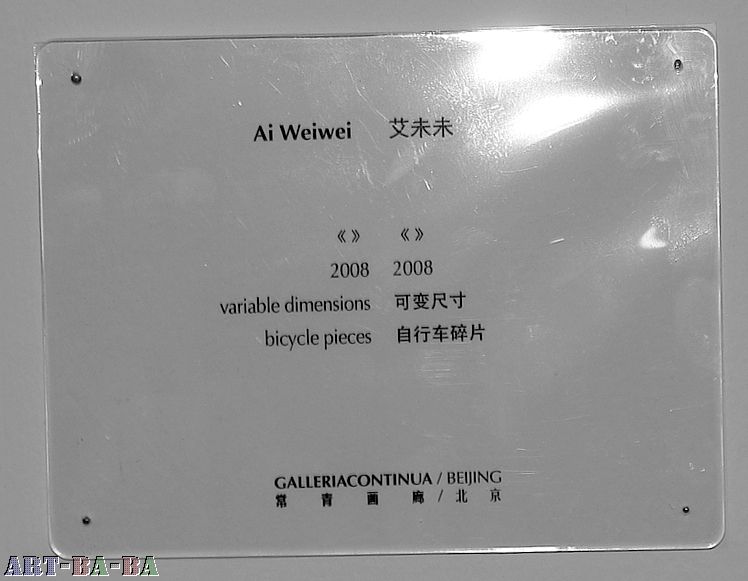 Ai Weiwei 艾未未
《 》 《 》
2008 2008
variable dimensions 可变尺寸
bicycle pieces 自行车碎片
GALLERIACONTINUA / BEIJING
常青画廊 / 北京
ART-BA-BA